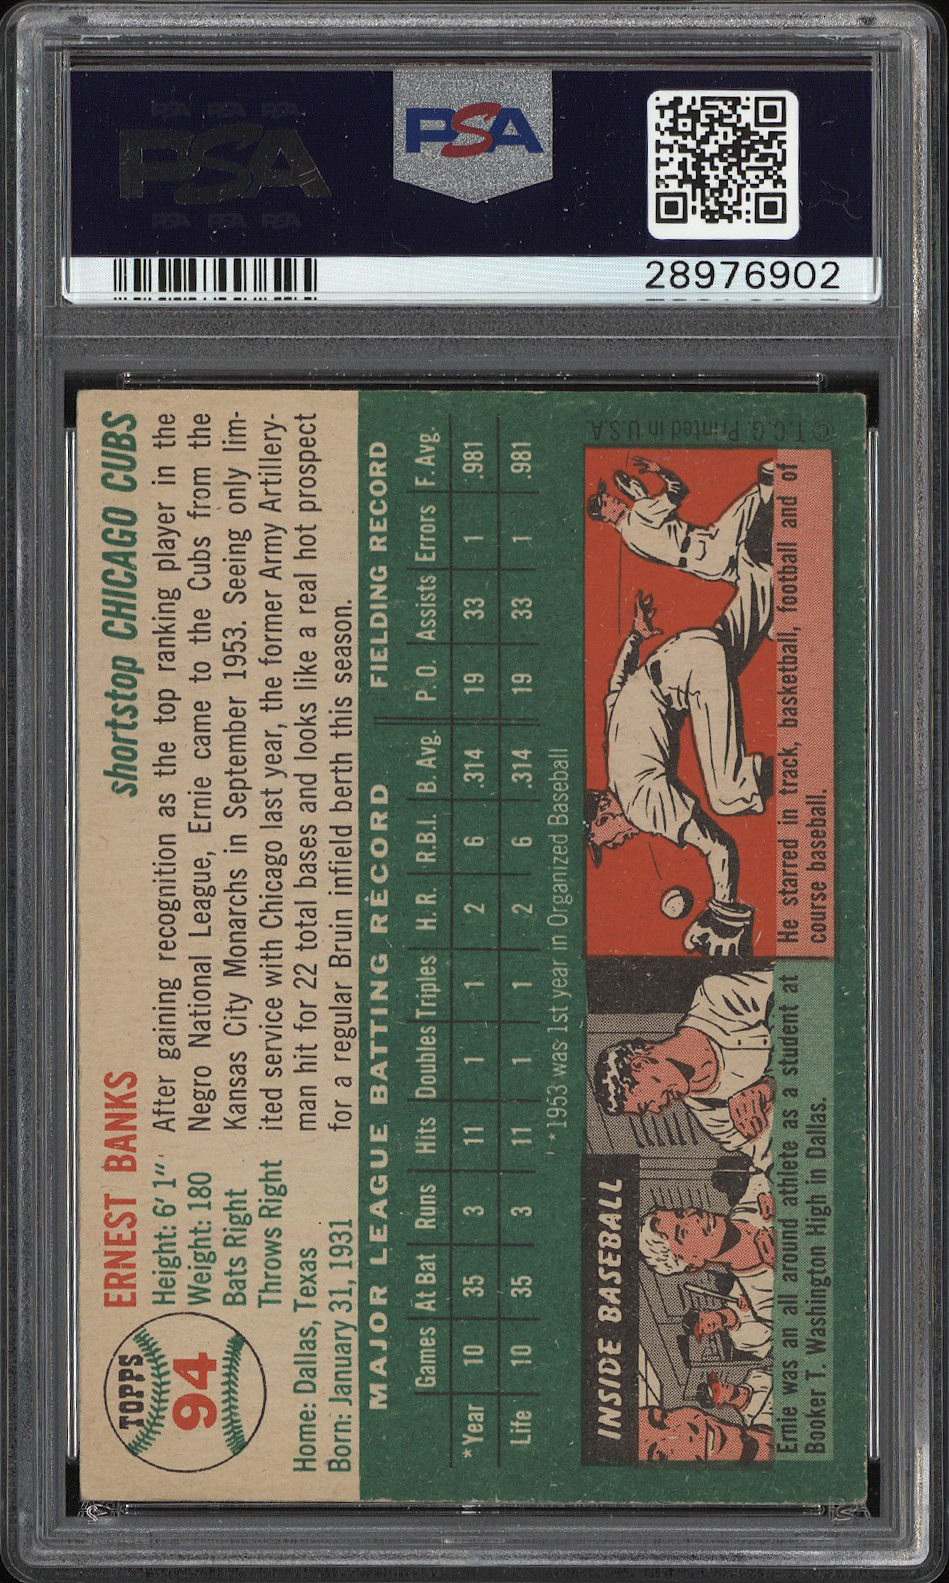 PSA PSA PSA
PSA
PSA PSA PSA
PSA
28976902
TOPPS
94
ERNEST BANKS
shortstop CHICAGO CUBS
Height: 6' 1"
Weight: 180
Bats Right
Throws Right
Home: Dallas, Texas
Born: January 31, 1931
After gaining recognition as the top ranking player in the
Negro National League, Ernie came to the Cubs from the
Kansas City Monarchs in September 1953. Seeing only lim-
ited service with Chicago last year, the former Army Artillery-
man hit for 22 total bases and looks like a real hot prospect
for a regular Bruin infield berth this season.
MAJOR LEAGUE BATTING RECORD FIELDING RECORD
Games At Bat Runs Hits Doubles Triples H. R. R.B.I. B. Avg. P. O. Assists Errors F. Avg.
*Year 10 35 3 11 1 1 2 6 .314 19 33 1 .981
Life 10 35 3 11 1 1 2 6 .314 19 33 1 .981
*1953 was 1st year in Organized Baseball
INSIDE BASEBALL
Ernie was an all around athlete as a student at
Booker T. Washington High in Dallas.
He starred in track, basketball, football and of
course baseball.
© T.C.G. Printed in U.S.A.